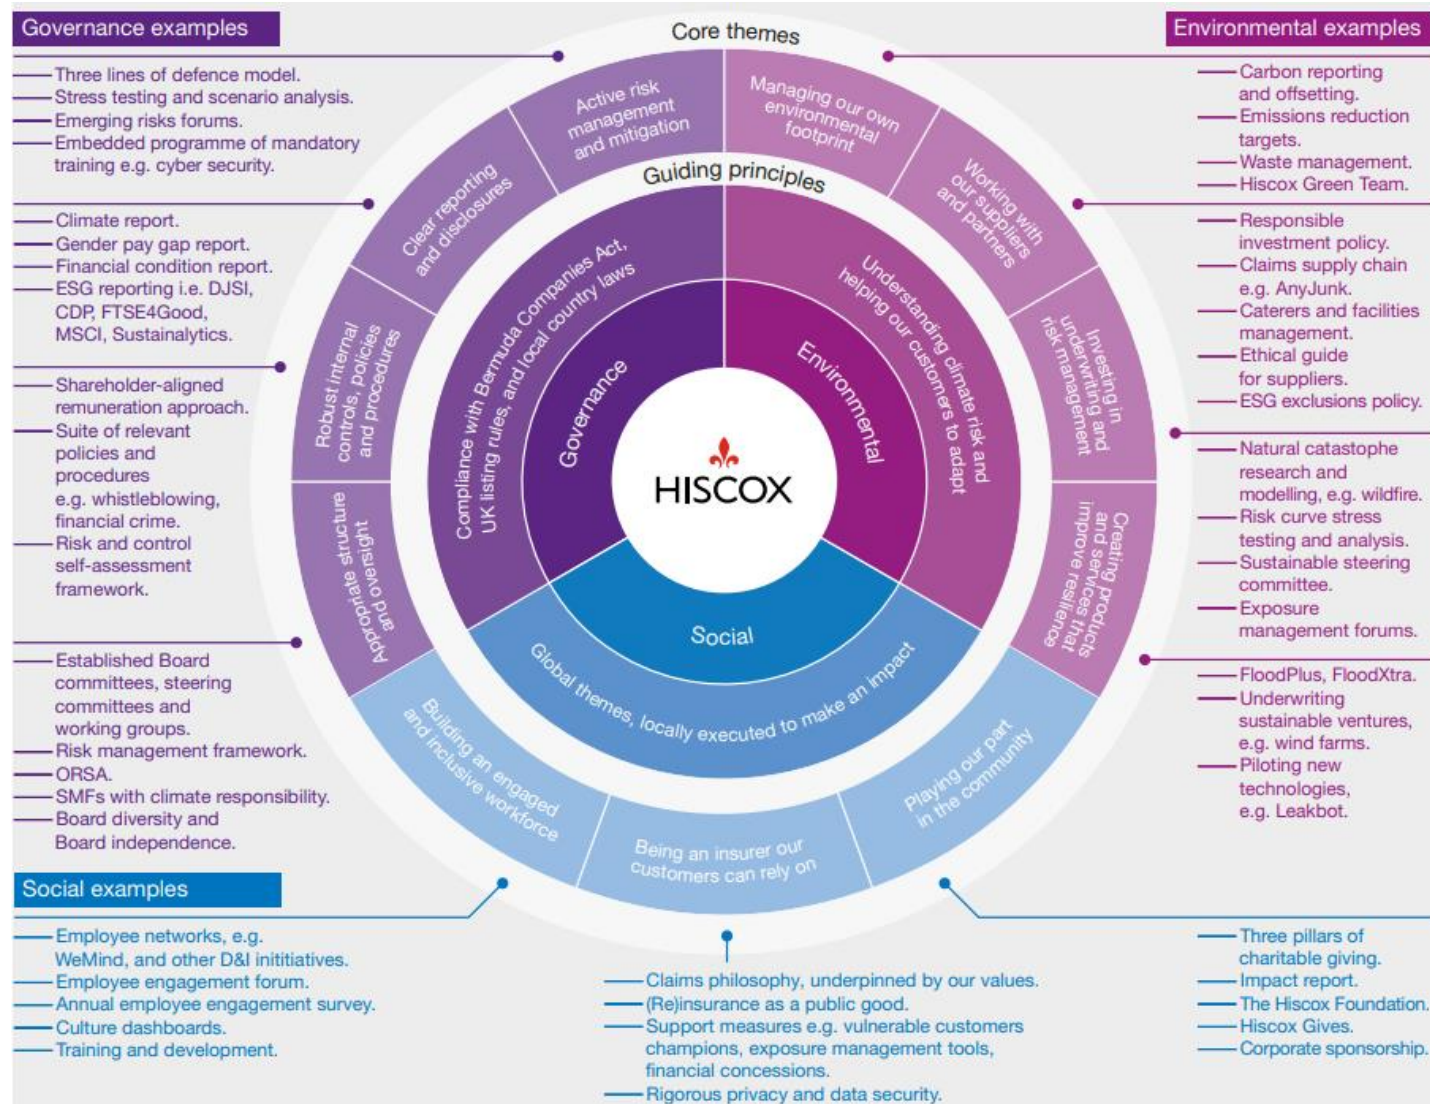 Governance examples
Three lines of defence model.
Stress testing and scenario analysis.
Emerging risks forums.
Embedded programme of mandatory
training e.g. cyber security.
Climate report.
Gender pay gap report.
Financial condition report.
ESG reporting i.e. DJSI,
CDP, FTSE4Good,
MSCI, Sustainalytics.
Shareholder-aligned
remuneration approach.
Suite of relevant
policies and
procedures
e.g. whistleblowing,
financial crime.
Risk and control
self-assessment
framework.
Established Board
committees, steering
committees and
working groups.
Risk management framework.
ORSA.
SMFs with climate responsibility.
Board diversity and
Board independence.
Core themes
Active risk
management
and mitigation
Clear reporting
and disclosures
Robust internal
controls, policies
and procedures
Appropriate structure
and oversight
Managing our own
environmental
footprint
Working with
our suppliers
and partners
Investing in
underwriting and
risk management
Creating products
and services that
improve resilience
Building an engaged
and inclusive workforce
Being an insurer our
customers can rely on
Playing our part
in the community
Guiding principles
Compliance with Bermuda Companies Act,
UK listing rules, and local country laws
Understanding climate risk and
helping our customers to adapt
Global themes, locally executed to make an impact
Governance
Environmental
Social
HISCOX
Environmental examples
Carbon reporting
and offsetting.
Emissions reduction
targets.
Waste management.
Hiscox Green Team.
Responsible
investment policy.
Claims supply chain
e.g. AnyJunk.
Caterers and facilities
management.
Ethical guide
for suppliers.
ESG exclusions policy.
Natural catastophe
research and
modelling, e.g. wildfire.
Risk curve stress
testing and analysis.
Sustainable steering
committee.
Exposure
management forums.
FloodPlus, FloodXtra.
Underwriting
sustainable ventures,
e.g. wind farms.
Piloting new
technologies,
e.g. Leakbot.
Social examples
Employee networks, e.g.
WeMind, and other D&I inititiatives.
Employee engagement forum.
Annual employee engagement survey.
Culture dashboards.
Training and development.
Claims philosophy, underpinned by our values.
(Re)insurance as a public good.
Support measures e.g. vulnerable customers
champions, exposure management tools,
financial concessions.
Rigorous privacy and data security.
Three pillars of
charitable giving.
Impact report.
The Hiscox Foundation.
Hiscox Gives.
Corporate sponsorship.